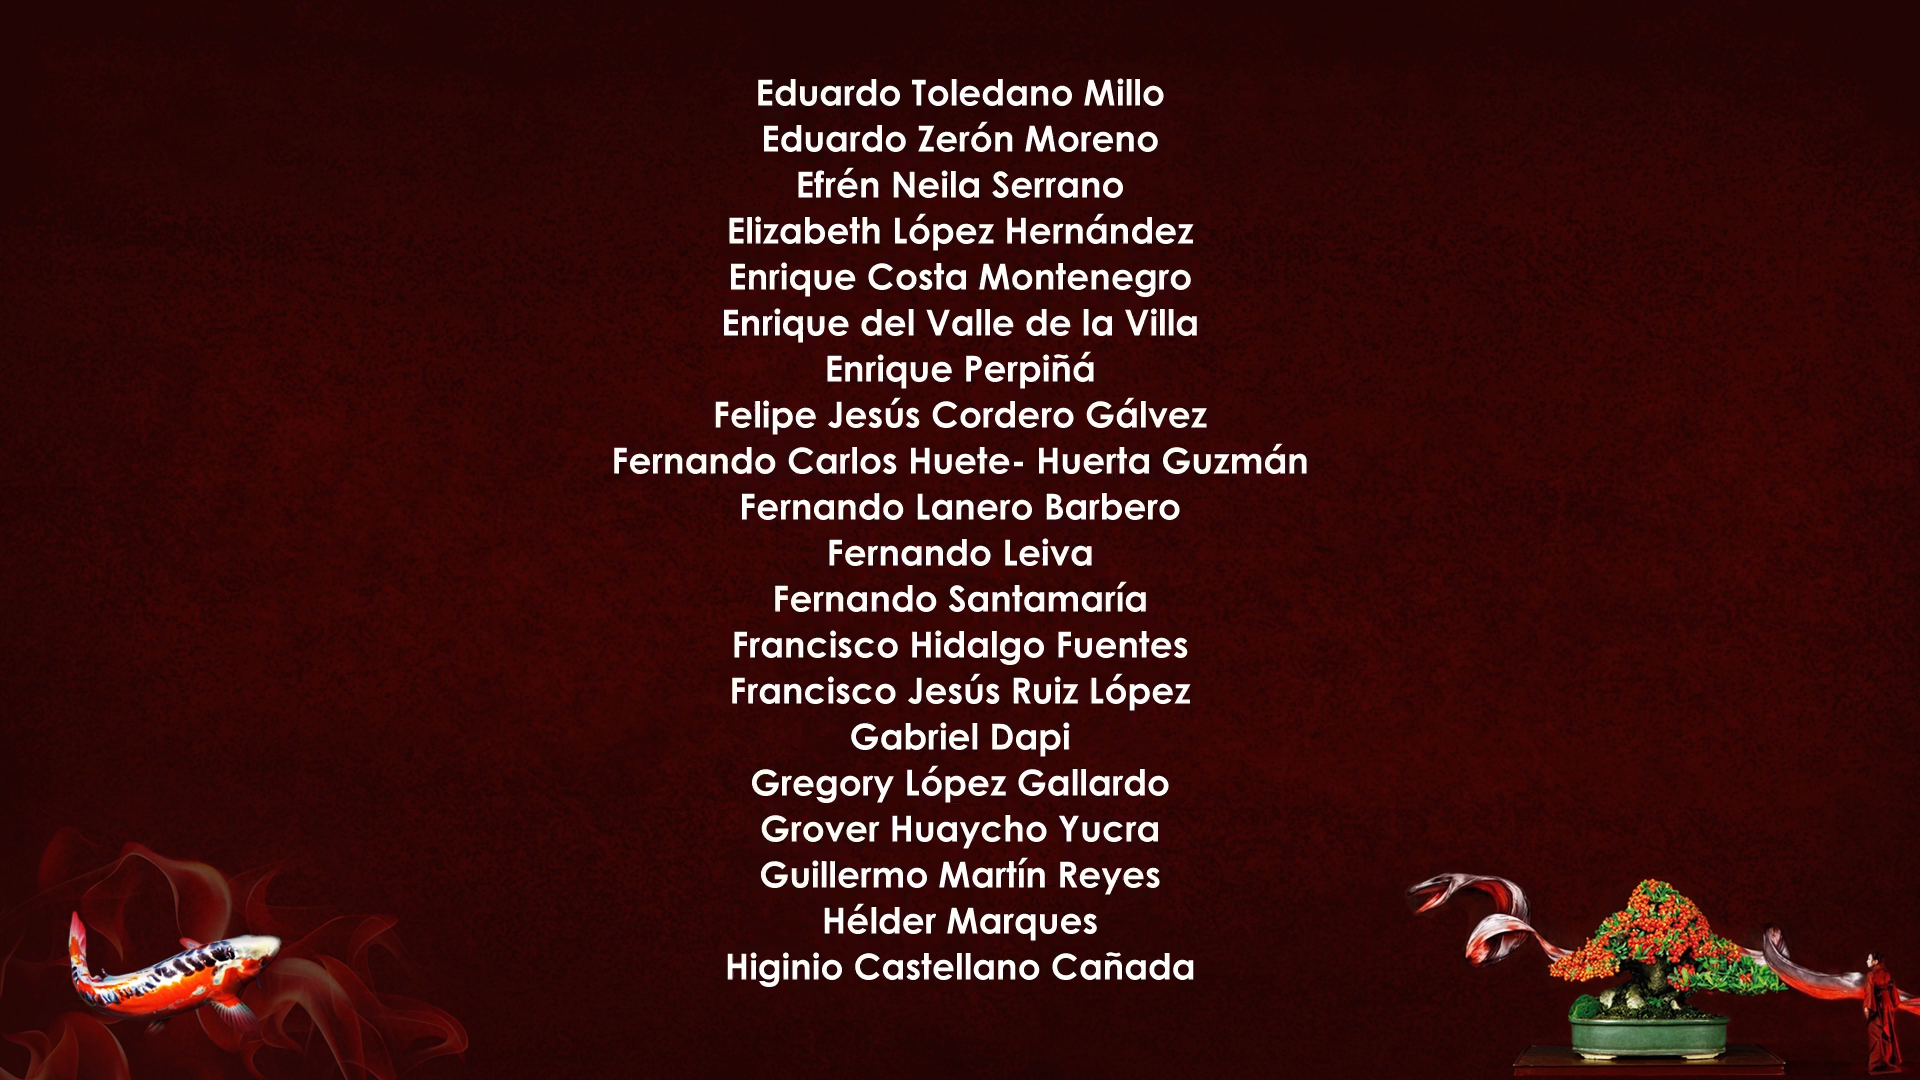 Eduardo Toledano Millo
Eduardo Zerón Moreno
Efrén Neila Serrano
Elizabeth López Hernández
Enrique Costa Montenegro
Enrique del Valle de la Villa
Enrique Perpiñá
Felipe Jesús Cordero Gálvez
Fernando Carlos Huete- Huerta Guzmán
Fernando Lanero Barbero
Fernando Leiva
Fernando Santamaría
Francisco Hidalgo Fuentes
Francisco Jesús Ruiz López
Gabriel Dapi
Gregory López Gallardo
Grover Huaycho Yucra
Guillermo Martín Reyes
Hélder Marques
Higinio Castellano Cañada